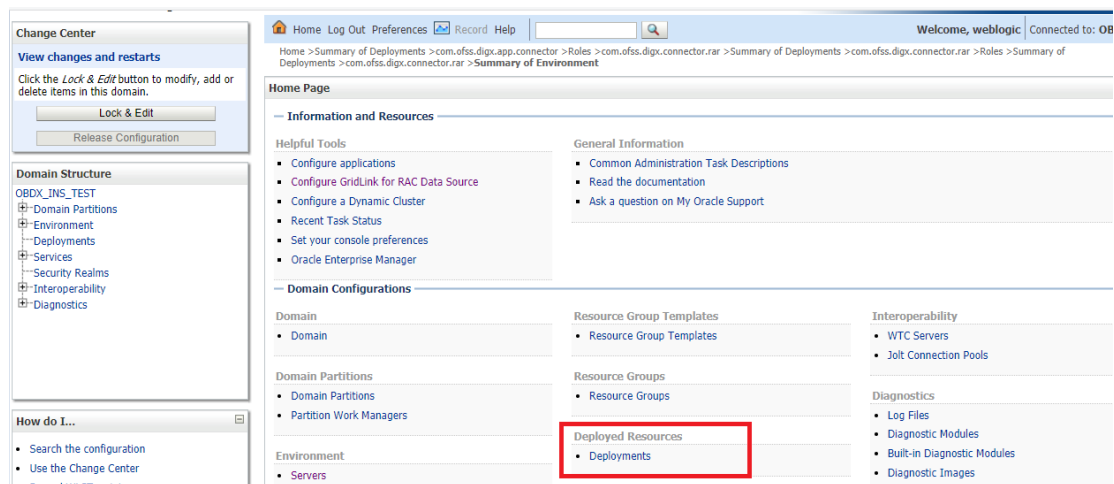 Change Center
View changes and restarts
Click the Lock & Edit button to modify, add or
delete items in this domain.
Lock & Edit
Release Configuration
Domain Structure
OBDX_INS_TEST
Domain Partitions
Environment
Deployments
Services
Security Realms
Interoperability
Diagnostics
How do I...
Search the configuration
Use the Change Center
Home Log Out Preferences Record Help
Welcome, weblogic Connected to: OB
Home >Summary of Deployments >com.ofss.digx.app.connector >Roles >com.ofss.digx.connector.rar >Summary of Deployments >com.ofss.digx.connector.rar >Roles >Summary of
Deployments >com.ofss.digx.connector.rar >Summary of Environment
Home Page
Information and Resources
Helpful Tools
Configure applications
Configure GridLink for RAC Data Source
Configure a Dynamic Cluster
Recent Task Status
Set your console preferences
Oracle Enterprise Manager
General Information
Common Administration Task Descriptions
Read the documentation
Ask a question on My Oracle Support
Domain Configurations
Domain
Domain
Domain Partitions
Domain Partitions
Partition Work Managers
Environment
Servers
Resource Group Templates
Resource Group Templates
Resource Groups
Resource Groups
Deployed Resources
Deployments
Interoperability
WTC Servers
Jolt Connection Pools
Diagnostics
Log Files
Diagnostic Modules
Built-in Diagnostic Modules
Diagnostic Images